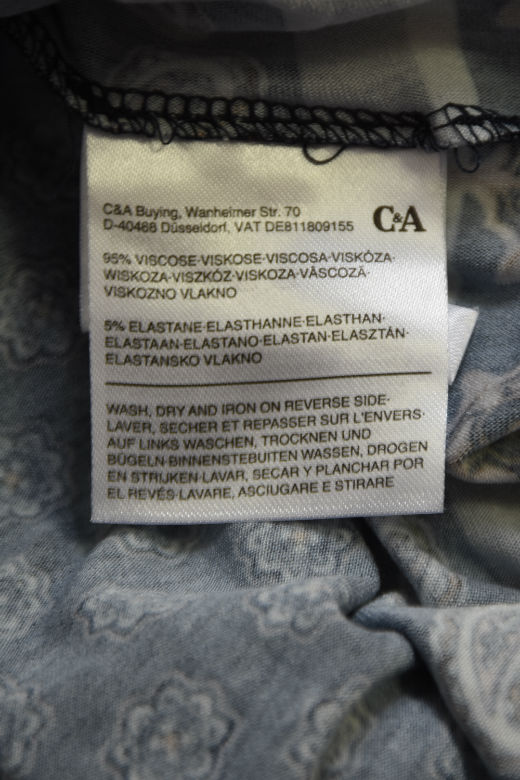 C&A Buying, Wanheimer Str. 70
D-40468 Düsseldorf, VAT DE811809155
C&A
95% VISCOSE·VISKOSE·VISCOSA·VISKÓZA·
WISKOZA·VISZKÓZ·VISKOZA·VÂSCOZĂ·
VISKOZNO VLAKNO
5% ELASTANE·ELASTHANNE·ELASTHAN·
ELASTAAN·ELASTANO·ELASTAN·ELASZTÁN·
ELASTANSKO VLAKNO
WASH, DRY AND IRON ON REVERSE SIDE·
LAVER, SECHER ET REPASSER SUR L'ENVERS·
AUF LINKS WASCHEN, TROCKNEN UND
BÜGELN·BINNENSTEBUITEN WASSEN, DROGEN
EN STRIJKEN·LAVAR, SECAR Y PLANCHAR POR
EL REVÉS·LAVARE, ASCIUGARE E STIRARE